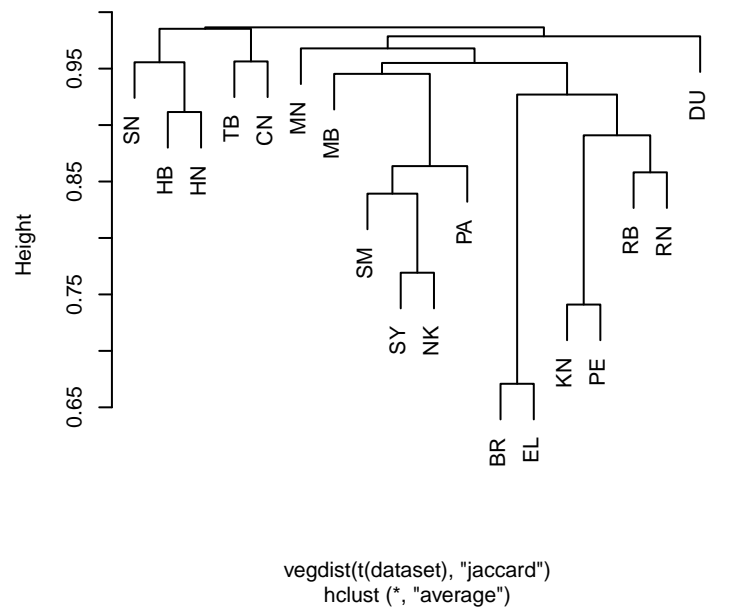 Height
0.95
0.85
0.75
0.65
SN
HB
HN
TB
CN
MN
MB
SM
SY
NK
PA
BR
EL
KN
PE
RB
RN
DU
vegdist(t(dataset), "jaccard")
hclust (*, "average")